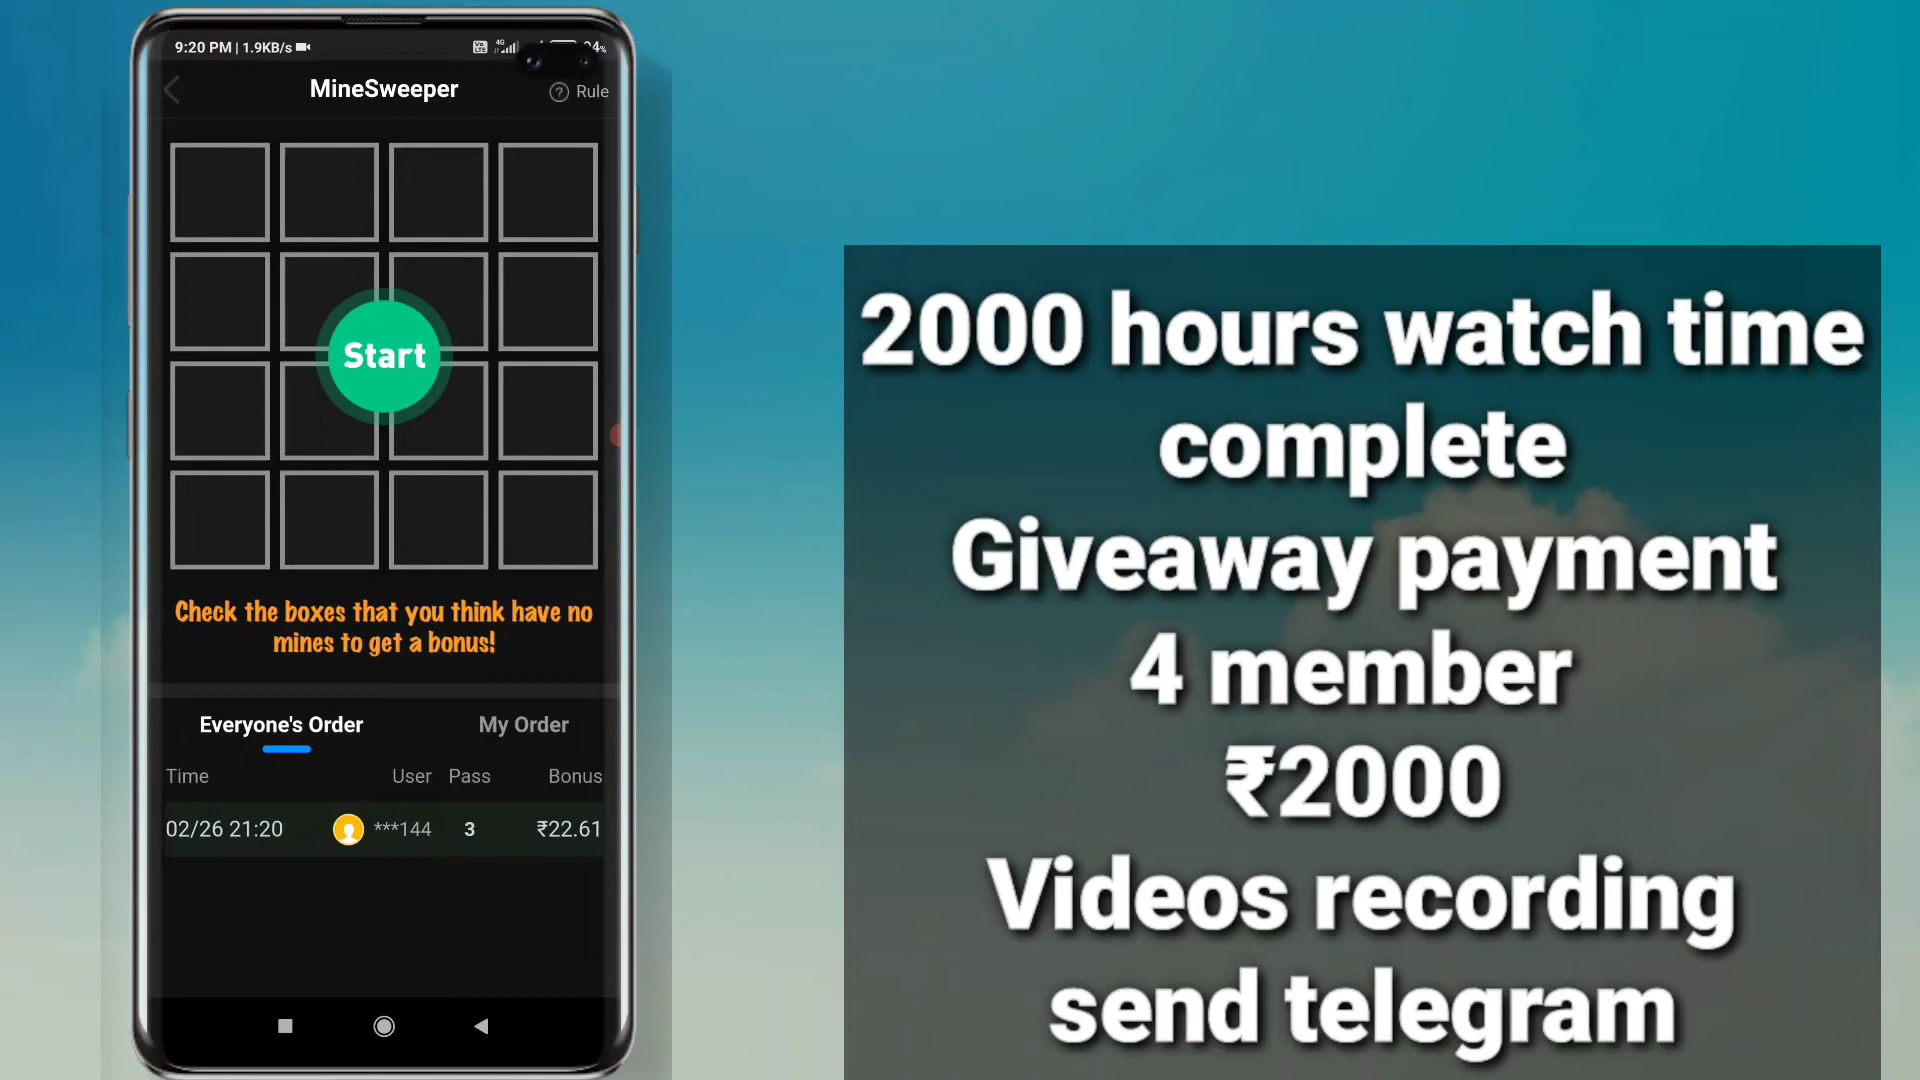 9:20 PM | 1.9KB/s
4G
MineSweeper
? Rule
Start
Check the boxes that you think have no
mines to get a bonus!
Everyone's Order
My Order
Time User Pass Bonus
02/26 21:20 ***144 3 ₹22.61
2000 hours watch time
complete
Giveaway payment
4 member
₹2000
Videos recording
send telegram